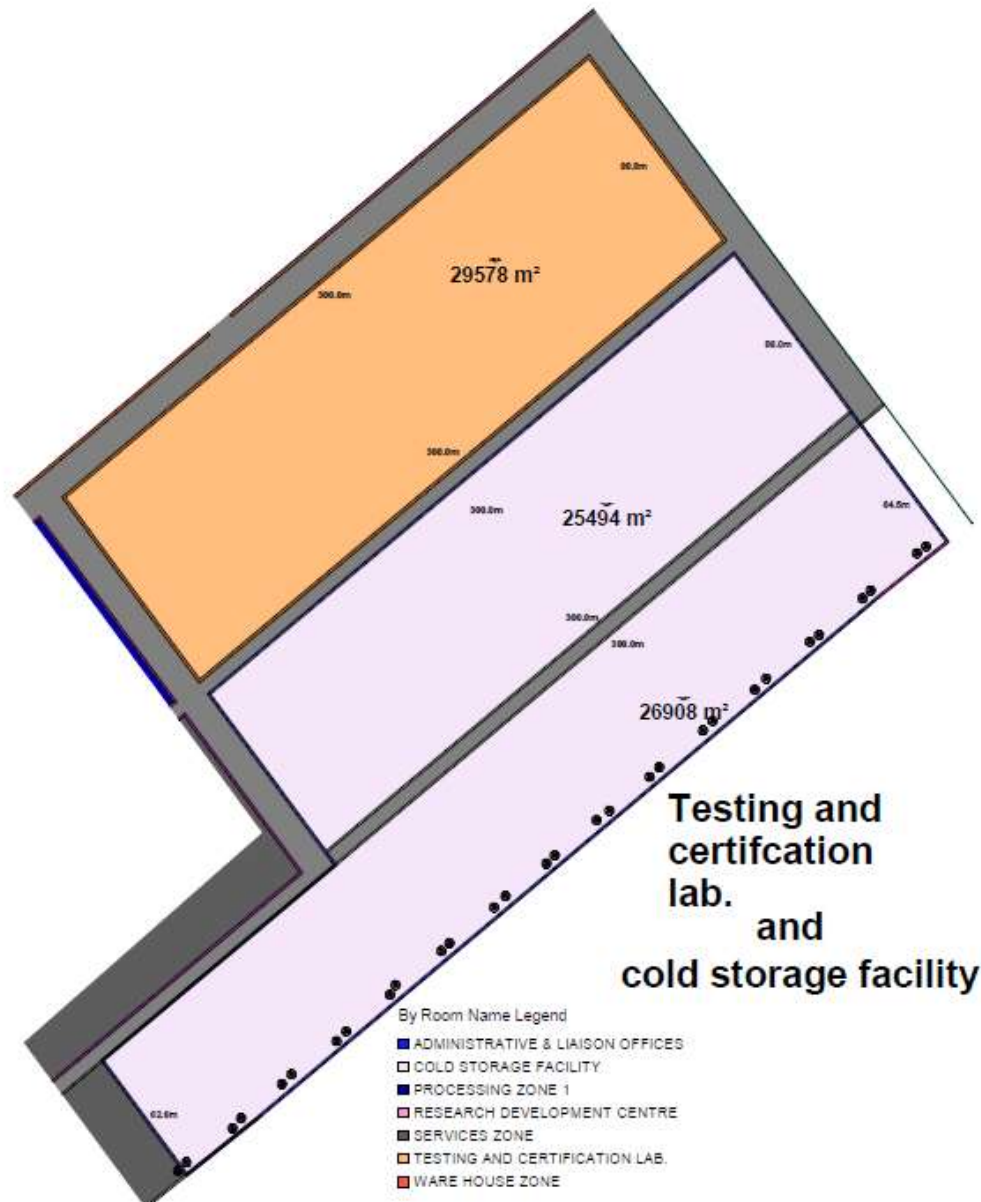 29578 m²
300.0m
300.0m
25494 m²
300.0m
300.0m
300.0m
64.5m
26908 m²
Testing and
certifcation
lab.
and
cold storage facility
By Room Name Legend
ADMINISTRATIVE & LIAISON OFFICES
COLD STORAGE FACILITY
PROCESSING ZONE 1
RESEARCH DEVELOPMENT CENTRE
SERVICES ZONE
TESTING AND CERTIFICATION LAB.
WARE HOUSE ZONE